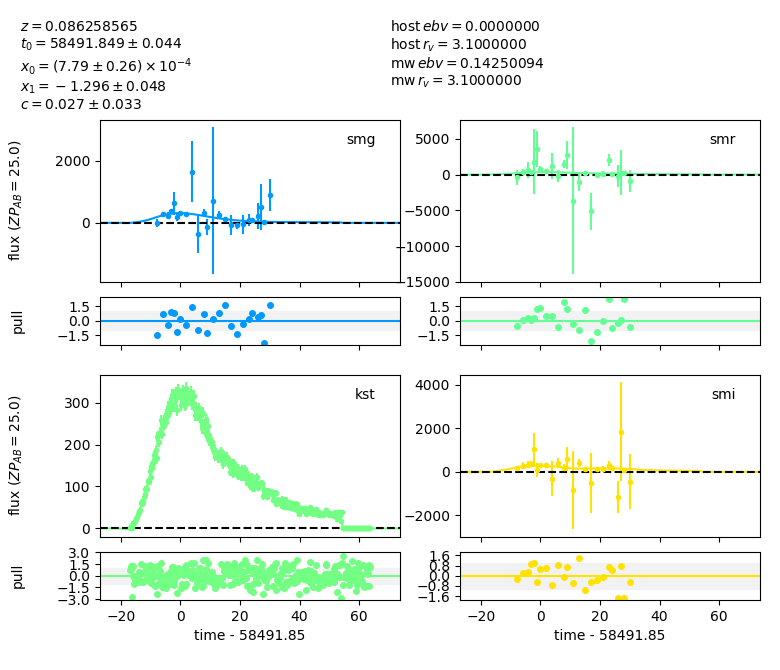 z = 0.086258565
t₀ = 58491.849 ± 0.044
x₀ = (7.79 ± 0.26) × 10⁻⁴
x₁ = −1.296 ± 0.048
c = 0.027 ± 0.033
host ebv = 0.0000000
host r_v = 3.1000000
mw ebv = 0.14250094
mw r_v = 3.1000000
smg
2000
0
flux (ZP_AB = 25.0)
smr
5000
0
−5000
−10000
−15000
1.5
0.0
−1.5
pull
1.5
0.0
−1.5
kst
300
200
100
0
flux (ZP_AB = 25.0)
smi
4000
2000
0
−2000
3.0
1.5
0.0
−1.5
−3.0
pull
1.6
0.8
0.0
−0.8
−1.6
−20 0 20 40 60
time - 58491.85
−20 0 20 40 60
time - 58491.85